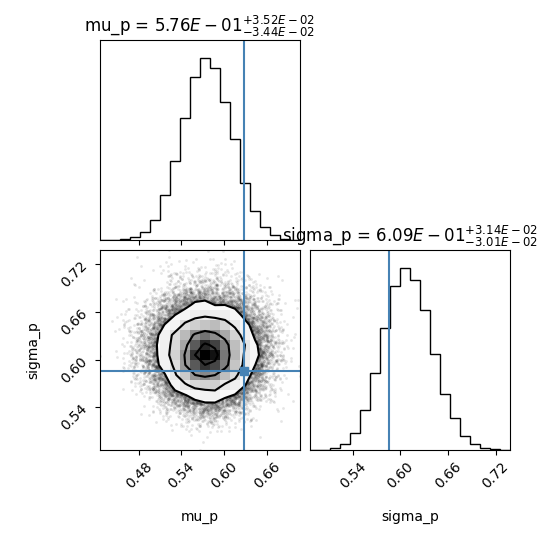 mu_p = 5.76E − 01+3.52E − 02 −3.44E − 02
sigma_p = 6.09E − 01+3.14E − 02 −3.01E − 02
0.72
0.66
0.60
0.54
sigma_p
0.48 0.54 0.60 0.66
0.54 0.60 0.66 0.72
mu_p
sigma_p